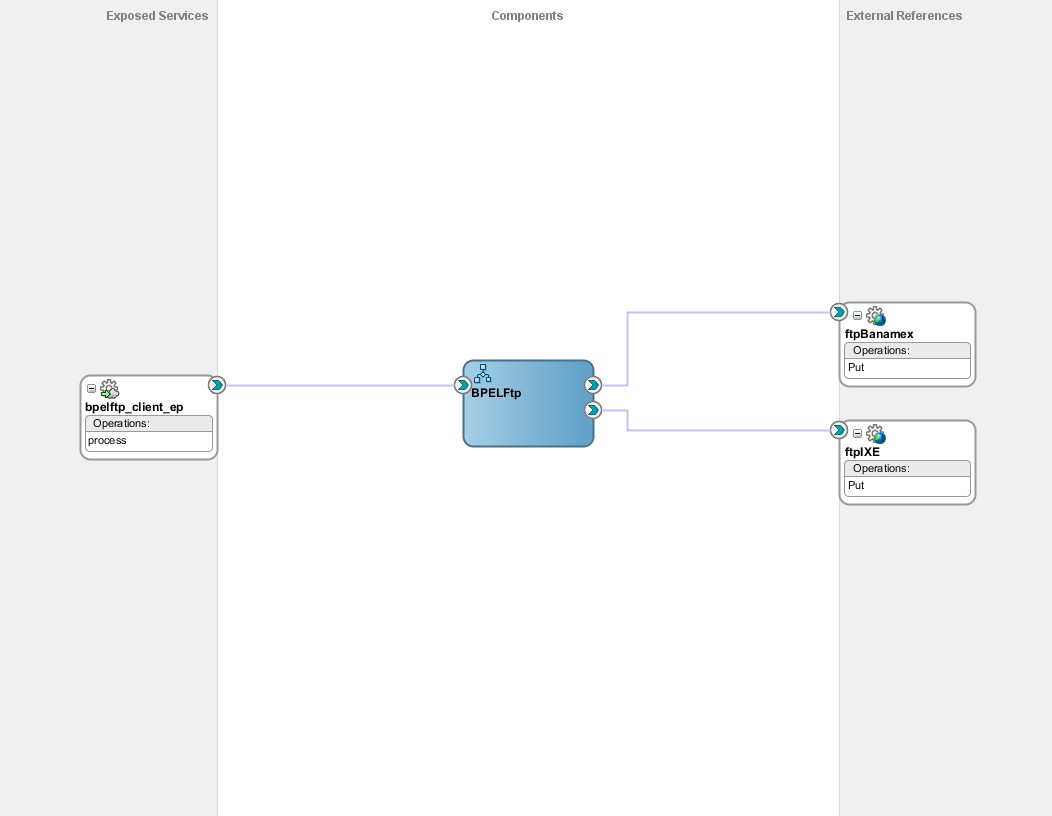 Exposed Services
Components
External References
bpelftp_client_ep
Operations:
process
BPELFtp
ftpBanamex
Operations:
Put
ftpIXE
Operations:
Put